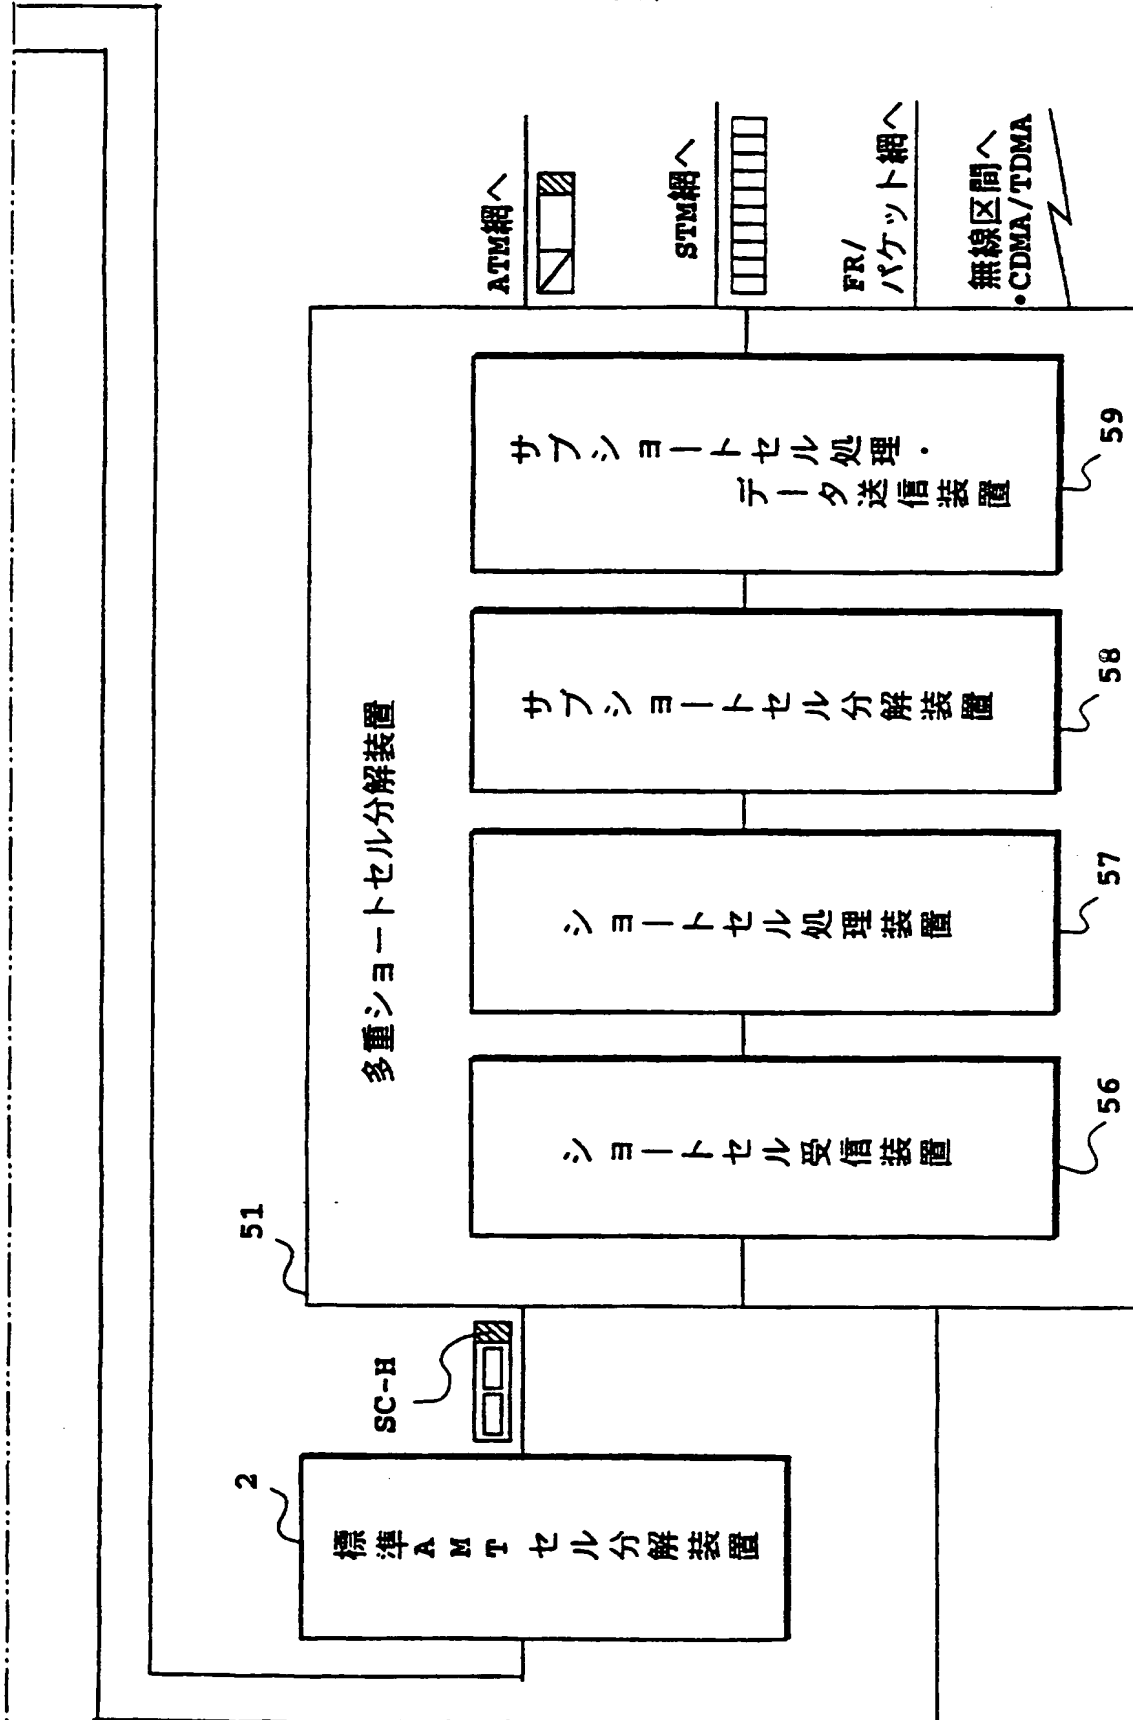 2
標準AMTセル分解装置
SC-H
51
多重ショートセル分解装置
ショートセル受信装置
56
ショートセル処理装置
57
サブショートセル分解装置
58
サブショートセル処理・
データ送信装置
59
ATM網へ
STM網へ
FR/
パケット網へ
無線区間へ
・CDMA/TDMA